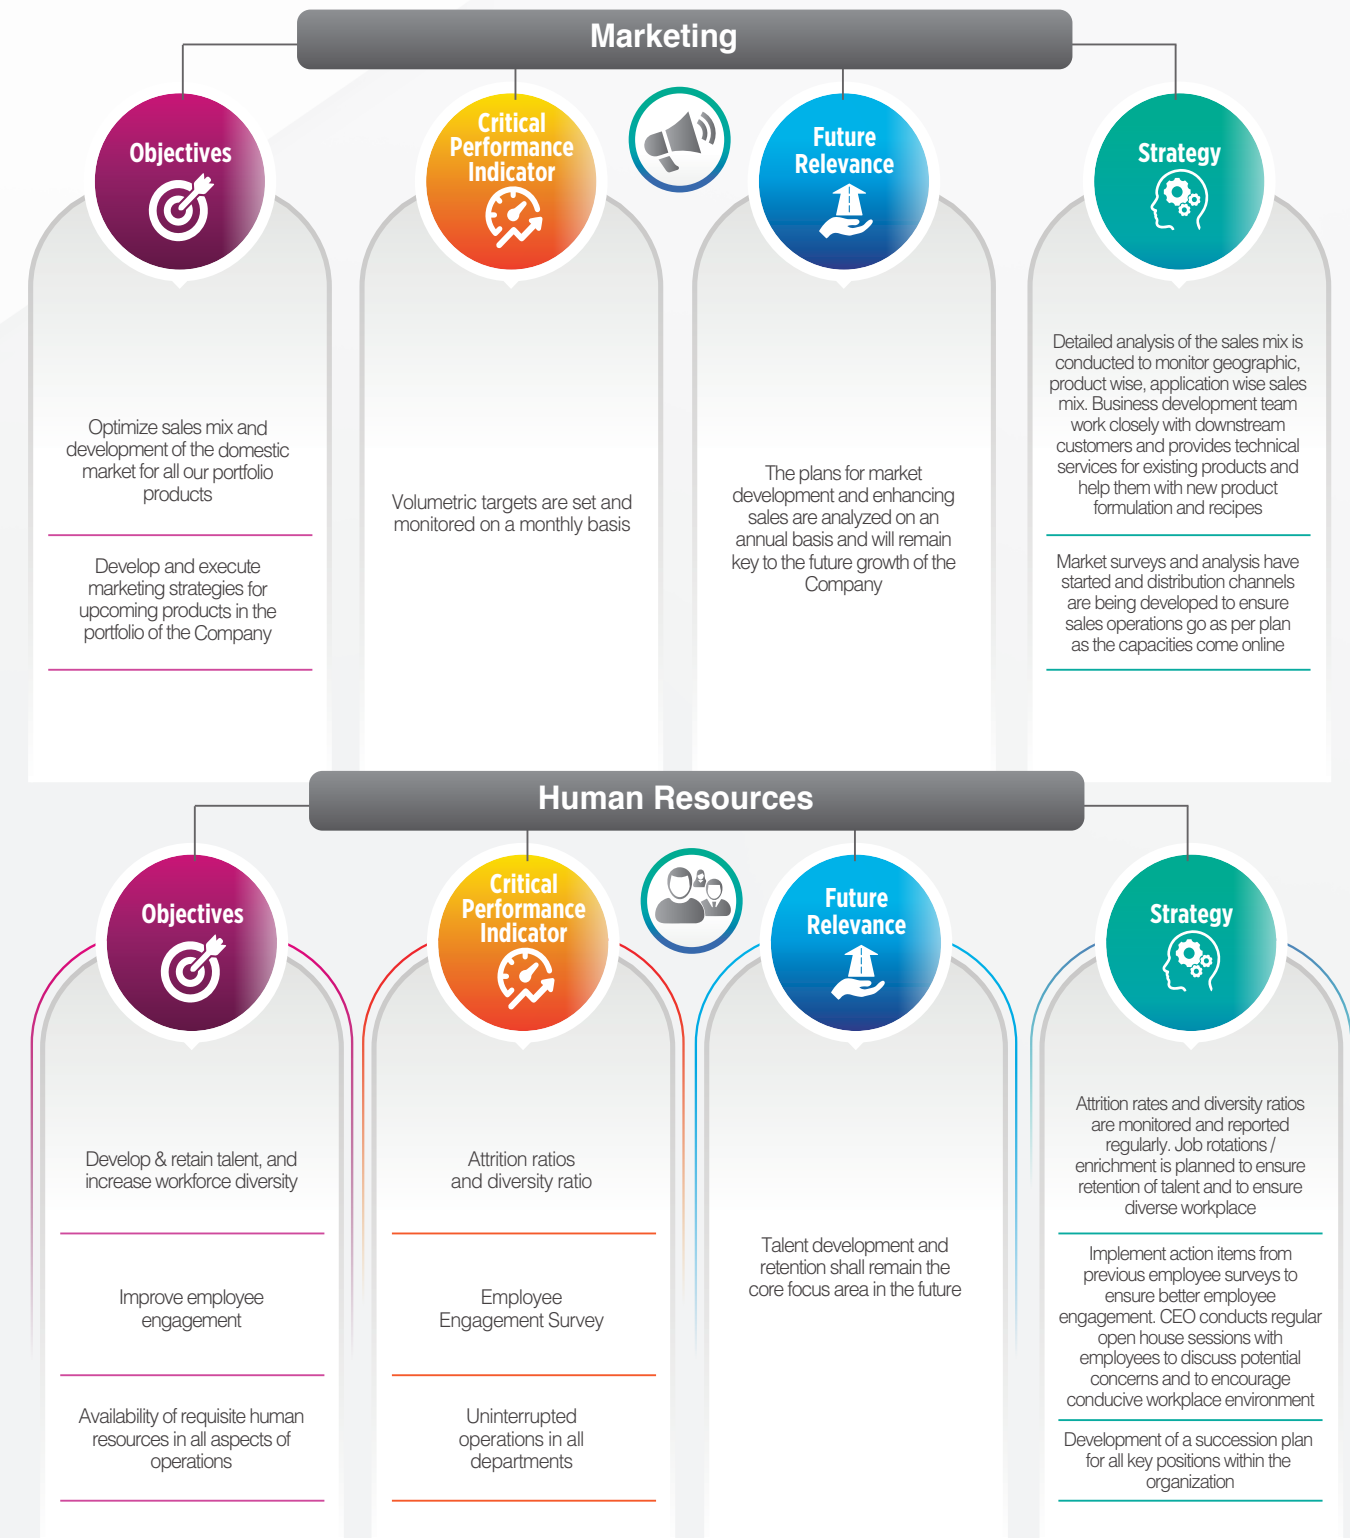 Marketing
Objectives
Optimize sales mix and
development of the domestic
market for all our portfolio
products
Develop and execute
marketing strategies for
upcoming products in the
portfolio of the Company
Critical
Performance
Indicator
Volumetric targets are set and
monitored on a monthly basis
Future
Relevance
The plans for market
development and enhancing
sales are analyzed on an
annual basis and will remain
key to the future growth of the
Company
Strategy
Detailed analysis of the sales mix is
conducted to monitor geographic,
product wise, application wise sales
mix. Business development team
work closely with downstream
customers and provides technical
services for existing products and
help them with new product
formulation and recipes
Market surveys and analysis have
started and distribution channels
are being developed to ensure
sales operations go as per plan
as the capacities come online
Human Resources
Objectives
Develop & retain talent, and
increase workforce diversity
Improve employee
engagement
Availability of requisite human
resources in all aspects of
operations
Critical
Performance
Indicator
Attrition ratios
and diversity ratio
Employee
Engagement Survey
Uninterrupted
operations in all
departments
Future
Relevance
Talent development and
retention shall remain the
core focus area in the future
Strategy
Attrition rates and diversity ratios
are monitored and reported
regularly. Job rotations /
enrichment is planned to ensure
retention of talent and to ensure
diverse workplace
Implement action items from
previous employee surveys to
ensure better employee
engagement. CEO conducts regular
open house sessions with
employees to discuss potential
concerns and to encourage
conducive workplace environment
Development of a succession plan
for all key positions within the
organization